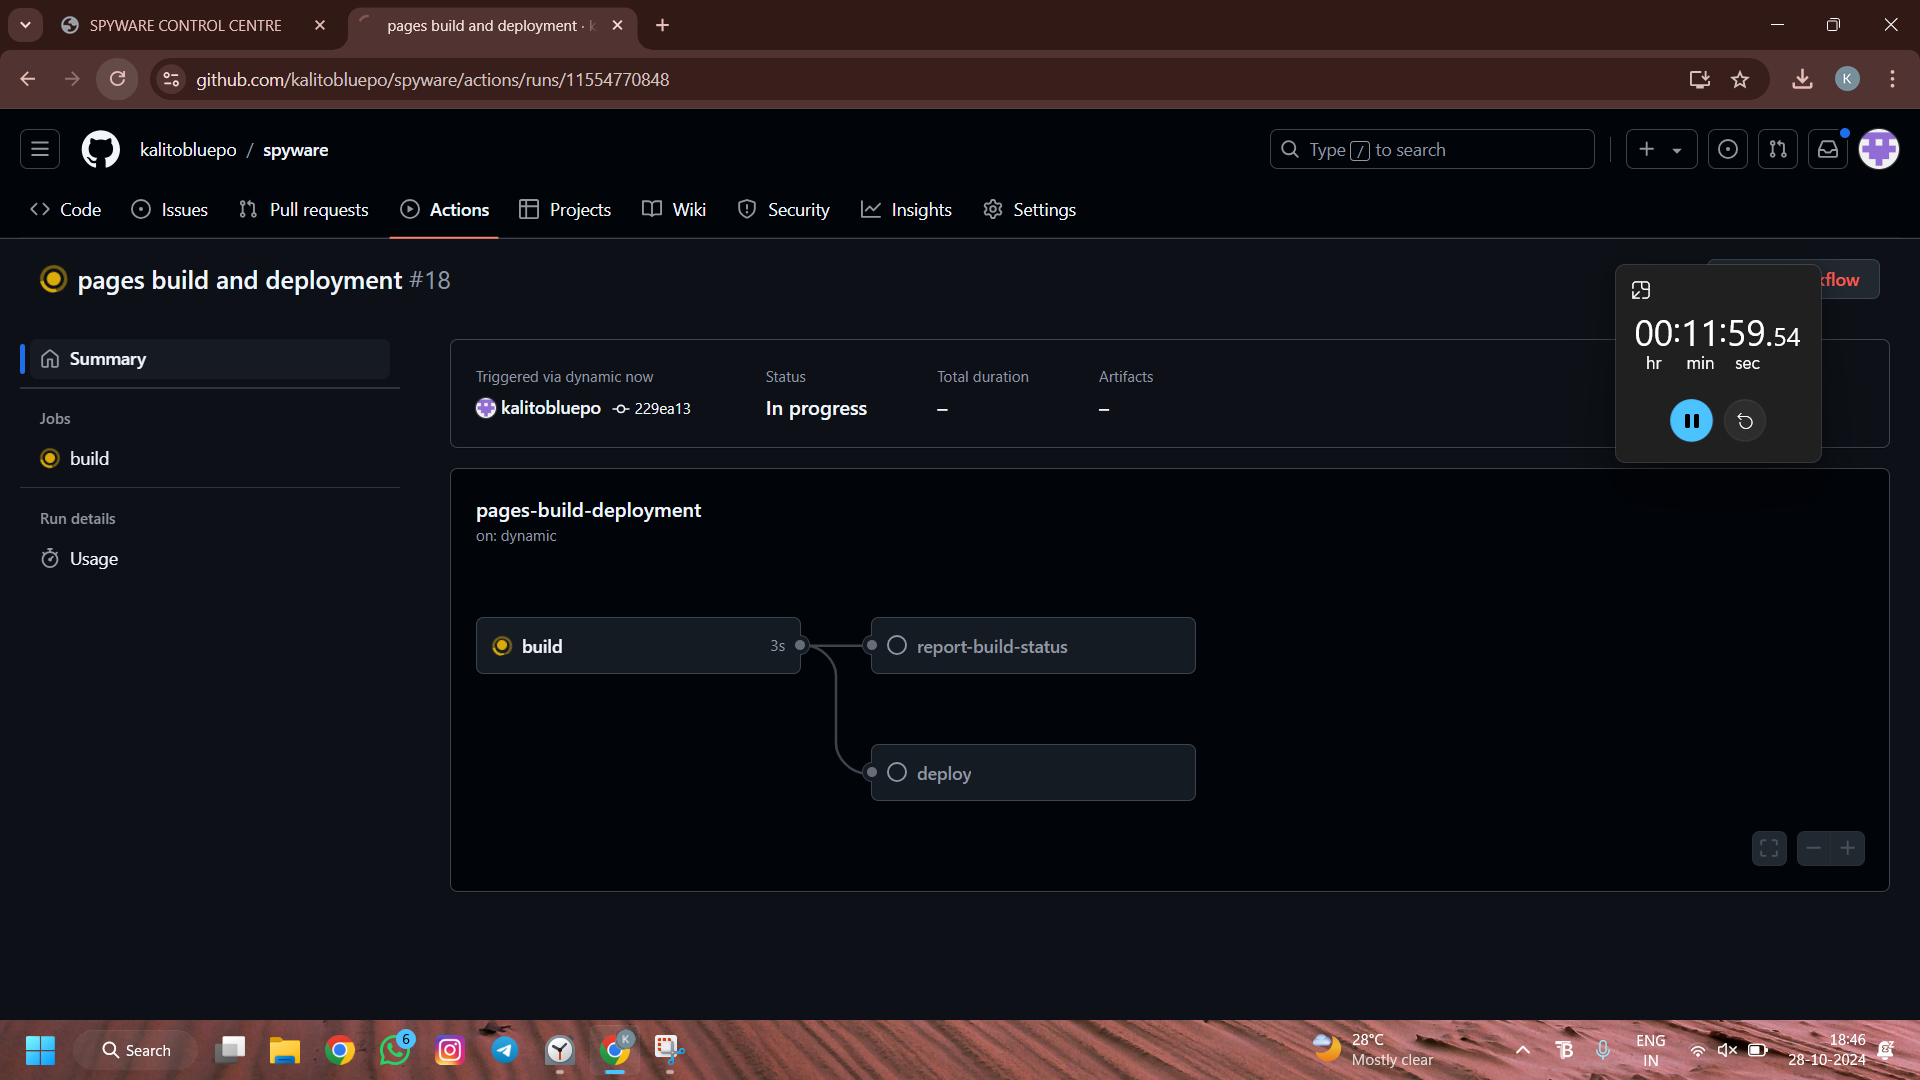 SPYWARE CONTROL CENTRE
pages build and deployment · k
github.com/kalitobluepo/spyware/actions/runs/11554770848
K
kalitobluepo / spyware
Type / to search
Code
Issues
Pull requests
Actions
Projects
Wiki
Security
Insights
Settings
pages build and deployment #18
kflow
00:11:59.54
hr min sec
Summary
Jobs
build
Run details
Usage
Triggered via dynamic now
kalitobluepo 229ea13
Status
In progress
Total duration
–
Artifacts
–
pages-build-deployment
on: dynamic
build 3s
report-build-status
deploy
Search
6
K
28°C
Mostly clear
ENG
IN
18:46
28-10-2024